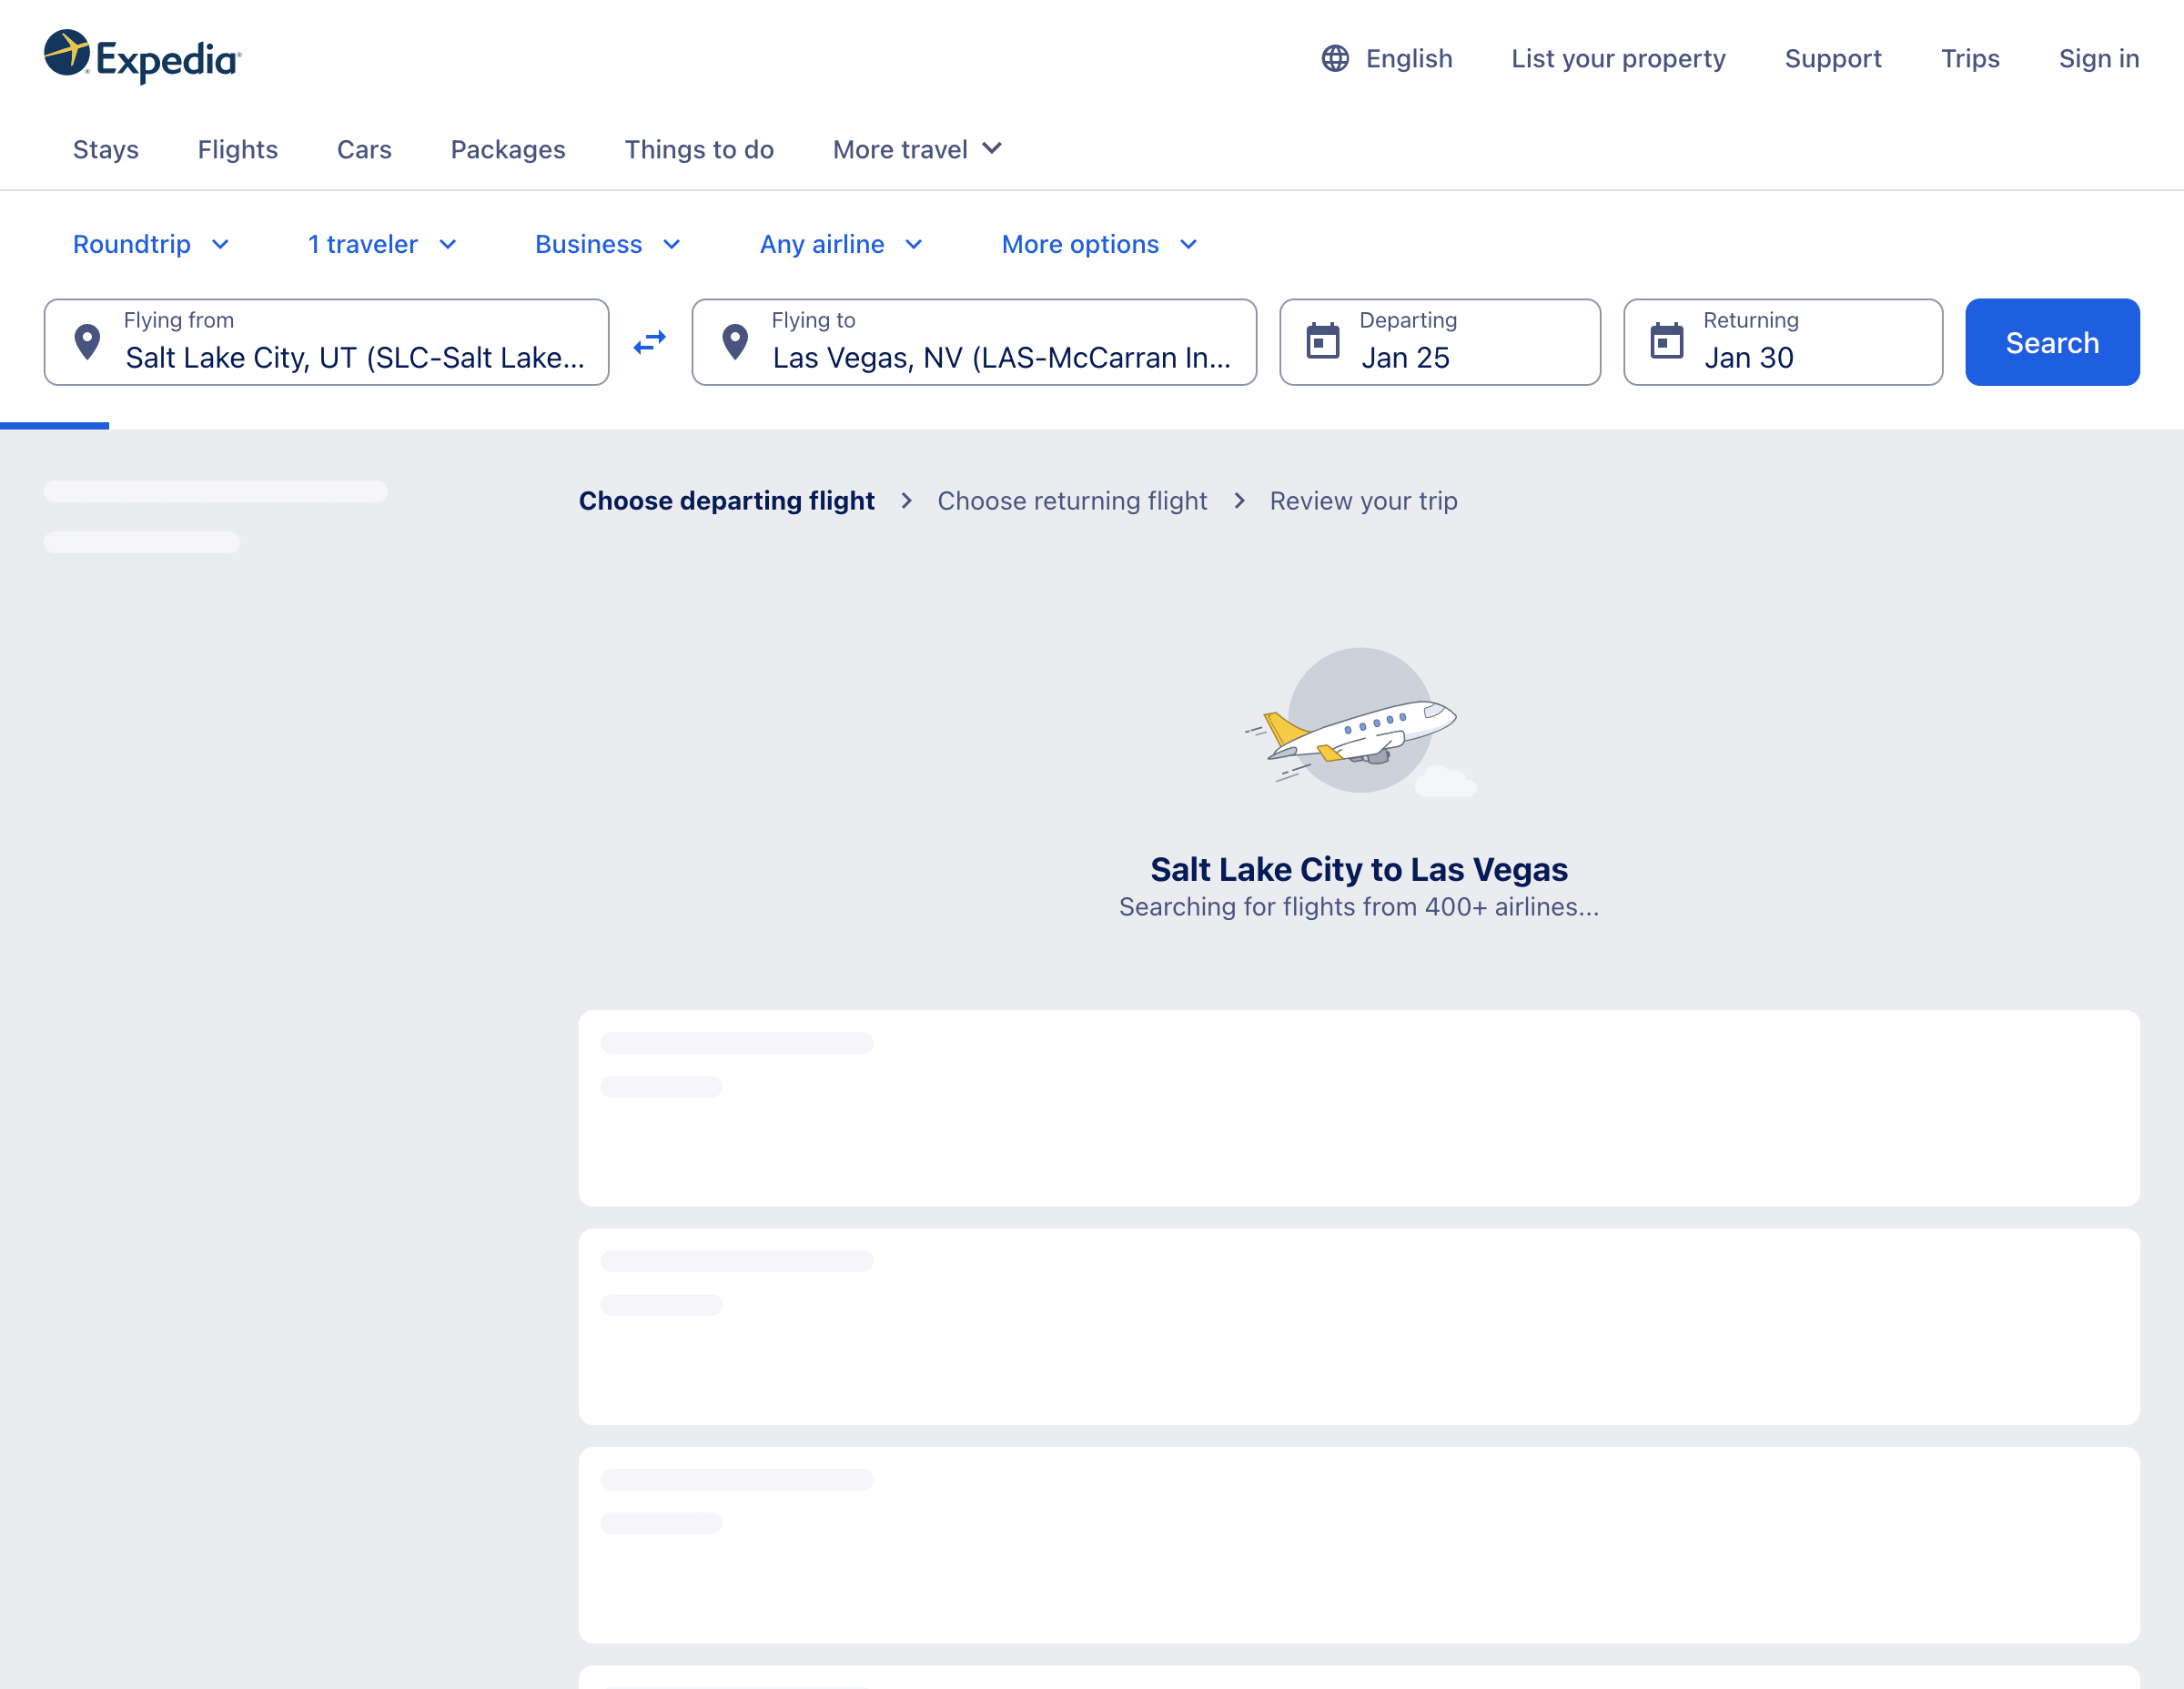 Expedia
English
List your property
Support
Trips
Sign in
Stays
Flights
Cars
Packages
Things to do
More travel
Roundtrip
1 traveler
Business
Any airline
More options
Flying from
Salt Lake City, UT (SLC-Salt Lake...
Flying to
Las Vegas, NV (LAS-McCarran In...
Departing
Jan 25
Returning
Jan 30
Search
Choose departing flight
Choose returning flight
Review your trip
Salt Lake City to Las Vegas
Searching for flights from 400+ airlines...